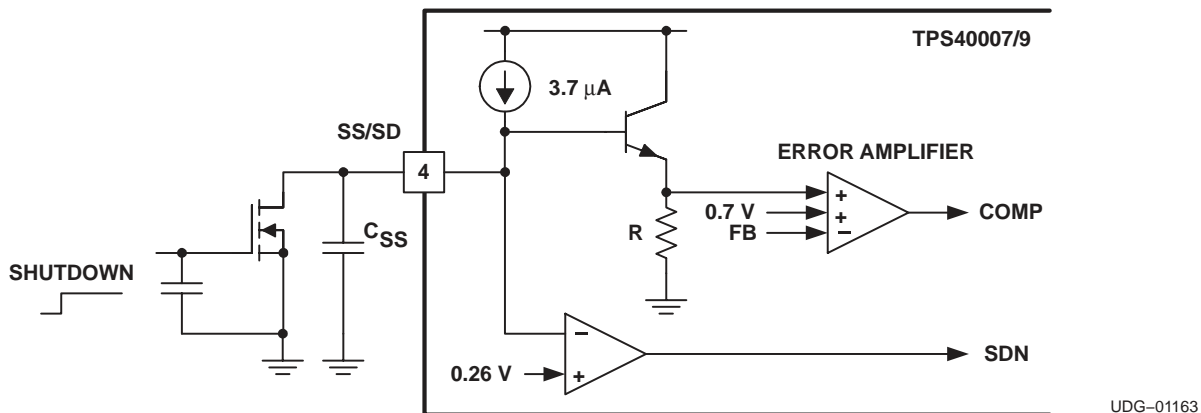 TPS40007/9
3.7 μA
SS/SD
4
ERROR AMPLIFIER
+
0.7 V
+
COMP
R
FB
−
CSS
SHUTDOWN
−
SDN
0.26 V
+
UDG–01163